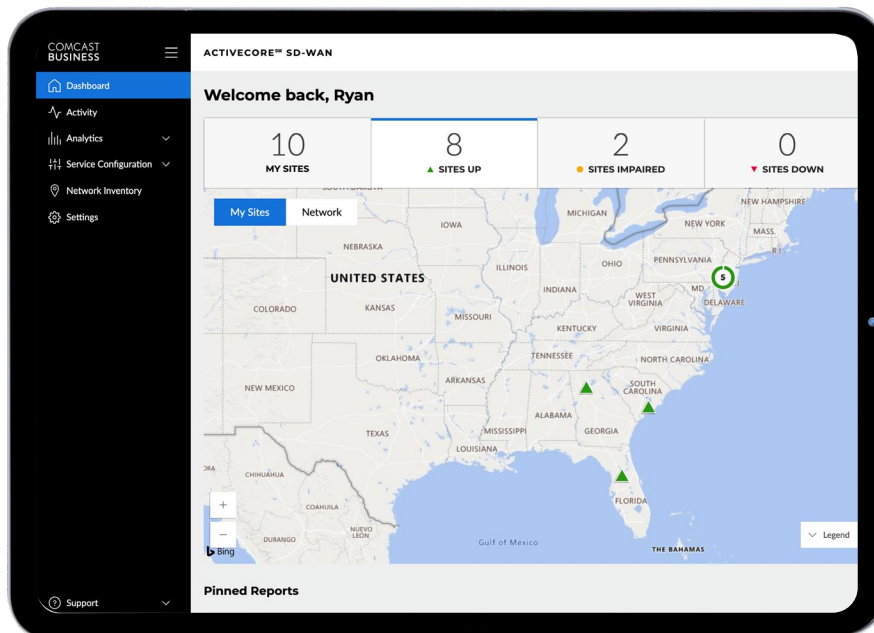 COMCAST
BUSINESS
Dashboard
Activity
Analytics
Service Configuration
Network Inventory
Settings
Support
ACTIVECORE℠ SD-WAN
Welcome back, Ryan
10
MY SITES
8
SITES UP
2
SITES IMPAIRED
0
SITES DOWN
My Sites
Network
NEW HAMPSHIRE
MICHIGAN
IOWA
NEW YORK
MASS.
R.I.
NEBRASKA
PENNSYLVANIA
OHIO
ILLINOIS
UNITED STATES
5
INDIANA
MD.
WEST
VIRGINIA
DELAWARE
COLORADO
KANSAS
MISSOURI
KENTUCKY
VIRGINIA
OKLAHOMA
TENNESSEE
NORTH CAROLINA
ARKANSAS
NEW MEXICO
SOUTH
CAROLINA
ALABAMA
MISSISSIPPI
GEORGIA
TEXAS
LOUISIANA
CHIHUAHUA
FLORIDA
COAHUILA
NUEVO
LEÓN
DURANGO
Gulf of Mexico
THE BAHAMAS
Legend
Bing
Pinned Reports